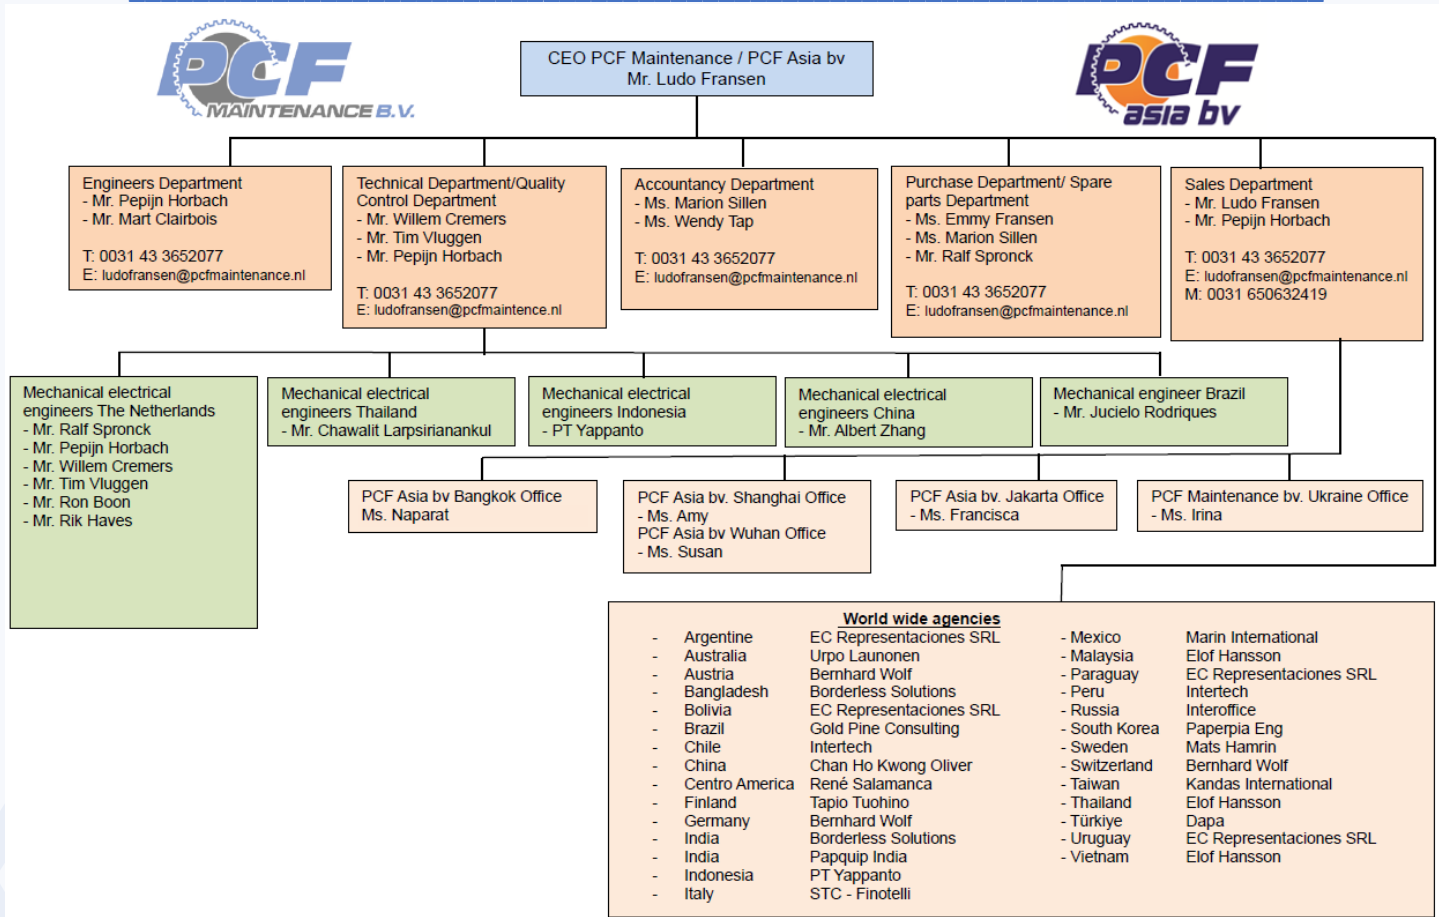 PCF
MAINTENANCE B.V.
CEO PCF Maintenance / PCF Asia bv
Mr. Ludo Fransen
PCF
asia bv
Engineers Department
- Mr. Pepijn Horbach
- Mr. Mart Clairbois
T: 0031 43 3652077
E: ludofransen@pcfmaintenance.nl
Technical Department/Quality
Control Department
- Mr. Willem Cremers
- Mr. Tim Vluggen
- Mr. Pepijn Horbach
T: 0031 43 3652077
E: ludofransen@pcfmaintence.nl
Accountancy Department
- Ms. Marion Sillen
- Ms. Wendy Tap
T: 0031 43 3652077
E: ludofransen@pcfmaintenance.nl
Purchase Department/ Spare
parts Department
- Ms. Emmy Fransen
- Ms. Marion Sillen
- Mr. Ralf Spronck
T: 0031 43 3652077
E: ludofransen@pcfmaintenance.nl
Sales Department
- Mr. Ludo Fransen
- Mr. Pepijn Horbach
T: 0031 43 3652077
E: ludofransen@pcfmaintenance.nl
M: 0031 650632419
Mechanical electrical
engineers The Netherlands
- Mr. Ralf Spronck
- Mr. Pepijn Horbach
- Mr. Willem Cremers
- Mr. Tim Vluggen
- Mr. Ron Boon
- Mr. Rik Haves
Mechanical electrical
engineers Thailand
- Mr. Chawalit Larpsirianankul
Mechanical electrical
engineers Indonesia
- PT Yappanto
Mechanical electrical
engineers China
- Mr. Albert Zhang
Mechanical engineer Brazil
- Mr. Jucielo Rodriques
PCF Asia bv Bangkok Office
Ms. Naparat
PCF Asia bv. Shanghai Office
- Ms. Amy
PCF Asia bv Wuhan Office
- Ms. Susan
PCF Asia bv. Jakarta Office
- Ms. Francisca
PCF Maintenance bv. Ukraine Office
- Ms. Irina
World wide agencies
- Argentine EC Representaciones SRL
- Australia Urpo Launonen
- Austria Bernhard Wolf
- Bangladesh Borderless Solutions
- Bolivia EC Representaciones SRL
- Brazil Gold Pine Consulting
- Chile Intertech
- China Chan Ho Kwong Oliver
- Centro America René Salamanca
- Finland Tapio Tuohino
- Germany Bernhard Wolf
- India Borderless Solutions
- India Papquip India
- Indonesia PT Yappanto
- Italy STC - Finotelli
- Mexico Marin International
- Malaysia Elof Hansson
- Paraguay EC Representaciones SRL
- Peru Intertech
- Russia Interoffice
- South Korea Paperpia Eng
- Sweden Mats Hamrin
- Switzerland Bernhard Wolf
- Taiwan Kandas International
- Thailand Elof Hansson
- Türkiye Dapa
- Uruguay EC Representaciones SRL
- Vietnam Elof Hansson